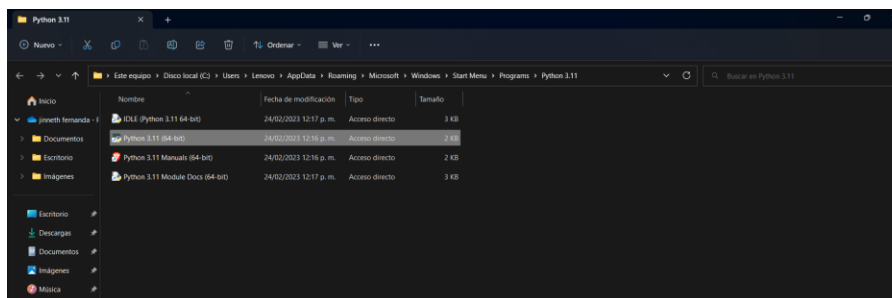 Python 3.11
Nuevo
Ordenar
Ver
Este equipo > Disco local (C:) > Users > Lenovo > AppData > Roaming > Microsoft > Windows > Start Menu > Programs > Python 3.11
Buscar en Python 3.11
Inicio
jinneth fernanda -
Documentos
Escritorio
Imágenes
Escritorio
Descargas
Documentos
Imágenes
Música
Nombre Fecha de modificación Tipo Tamaño
IDLE (Python 3.11 64-bit) 24/02/2023 12:17 p. m. Acceso directo 3 KB
Python 3.11 (64-bit) 24/02/2023 12:16 p. m. Acceso directo 2 KB
Python 3.11 Manuals (64-bit) 24/02/2023 12:16 p. m. Acceso directo 2 KB
Python 3.11 Module Docs (64-bit) 24/02/2023 12:17 p. m. Acceso directo 3 KB